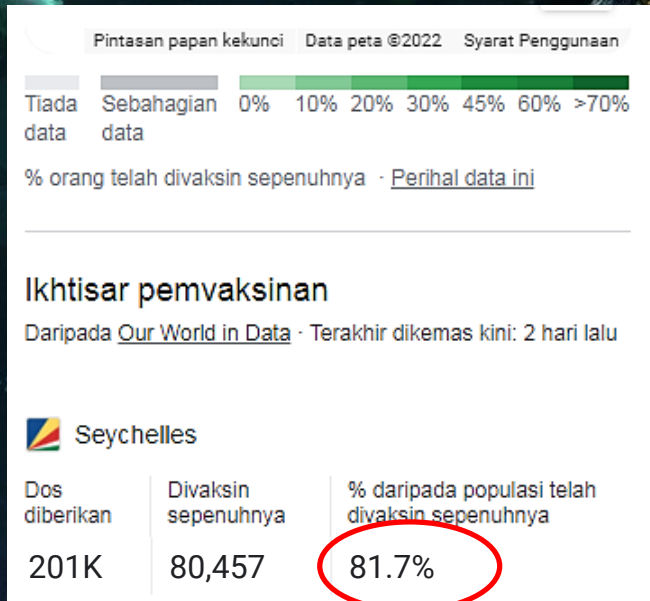 Pintasan papan kekunci Data peta ©2022 Syarat Penggunaan
Tiada Sebahagian 0% 10% 20% 30% 45% 60% >70%
data data
% orang telah divaksin sepenuhnya · Perihal data ini
Ikhtisar pemvaksinan
Daripada Our World in Data · Terakhir dikemas kini: 2 hari lalu
Seychelles
Dos Divaksin % daripada populasi telah
diberikan sepenuhnya divaksin sepenuhnya
201K 80,457 81.7%